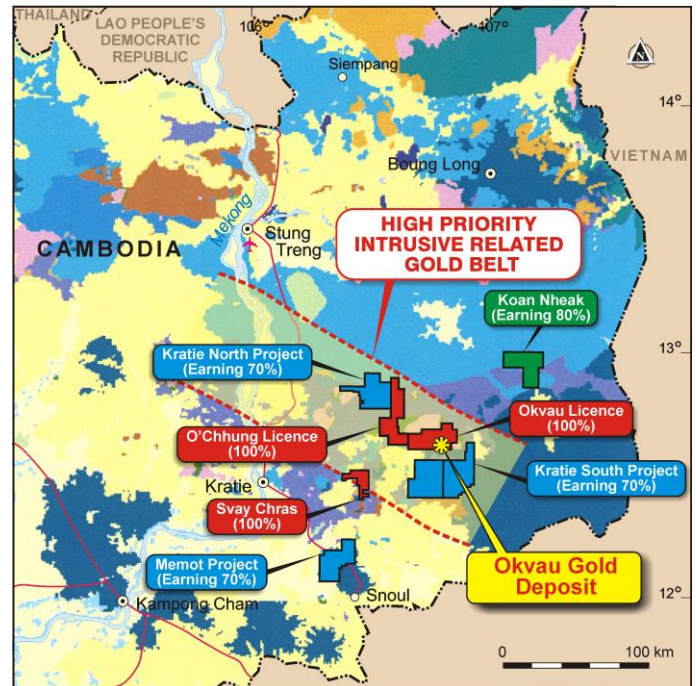 THAILAND
LAO PEOPLE'S
DEMOCRATIC
REPUBLIC
106°
107°
Siempang
N
14°
Boung Long
VIETNAM
Mekong
Stung
Treng
CAMBODIA
HIGH PRIORITY
INTRUSIVE RELATED
GOLD BELT
Koan Nheak
(Earning 80%)
13°
Kratie North Project
(Earning 70%)
O'Chhung Licence
(100%)
Okvau Licence
(100%)
Kratie South Project
(Earning 70%)
Kratie
Svay Chras
(100%)
Memot Project
(Earning 70%)
Okvau Gold
Deposit
Snoul
Kampong Cham
12°
0
100 km